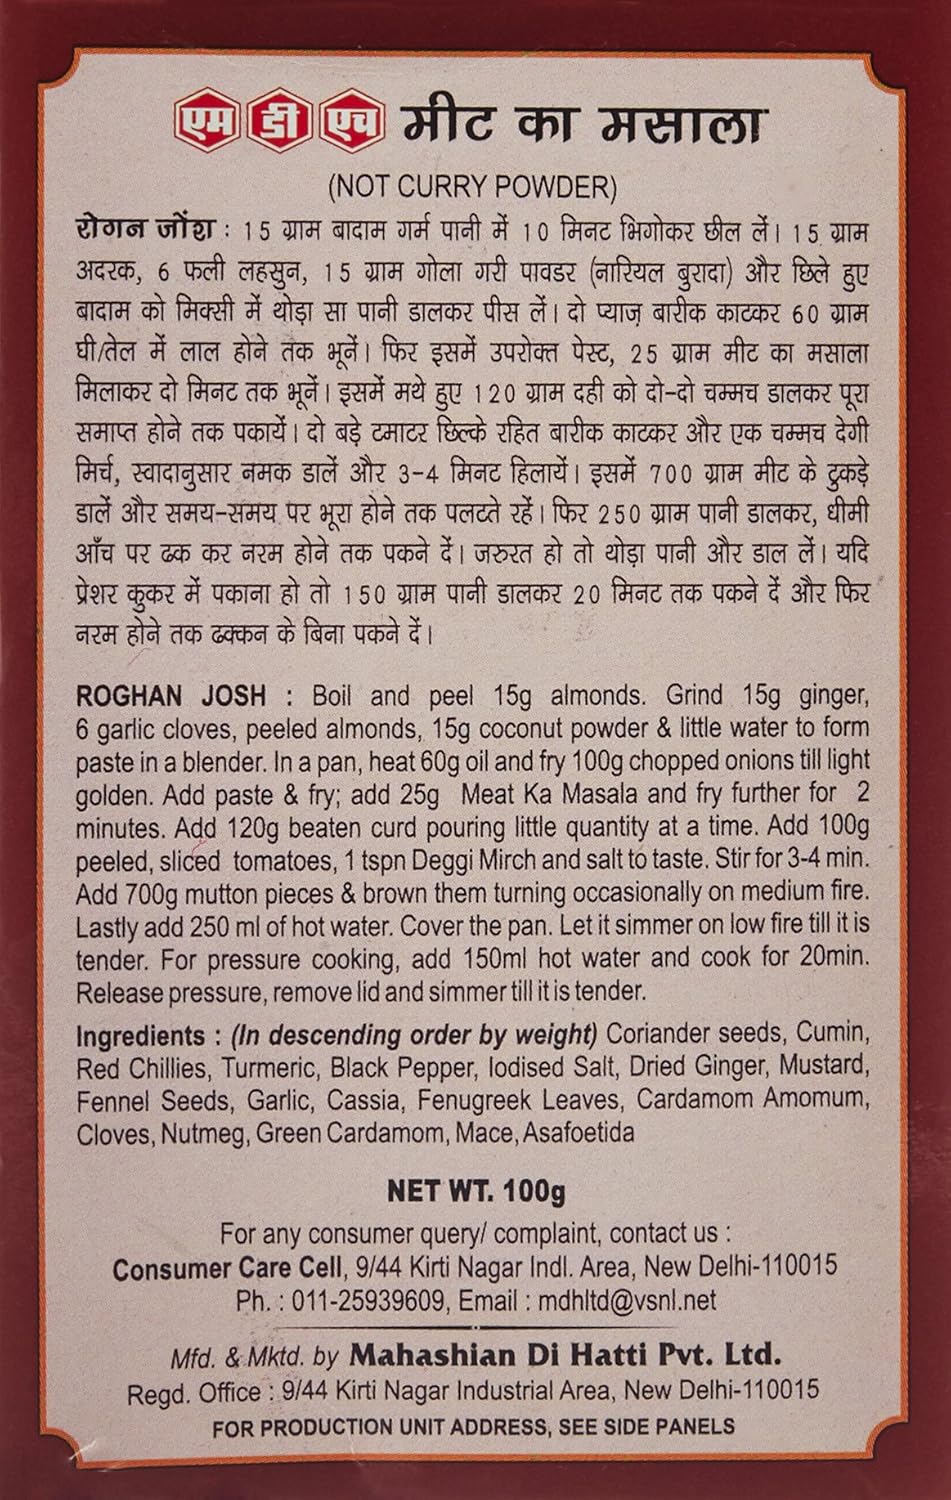 एम डी एच मीट का मसाला
(NOT CURRY POWDER)
रोगन जोंश : 15 ग्राम बादाम गर्म पानी में 10 मिनट भिगोकर छील लें। 15 ग्राम
अदरक, 6 फली लहसुन, 15 ग्राम गोला गरी पावडर (नारियल बुरादा) और छिले हुए
बादाम को मिक्सी में थोड़ा सा पानी डालकर पीस लें। दो प्याज़ बारीक काटकर 60 ग्राम
घी/तेल में लाल होने तक भूनें। फिर इसमें उपरोक्त पेस्ट, 25 ग्राम मीट का मसाला
मिलाकर दो मिनट तक भूनें। इसमें मथे हुए 120 ग्राम दही को दो-दो चम्मच डालकर पूरा
समाप्त होने तक पकायें। दो बड़े टमाटर छिल्के रहित बारीक काटकर और एक चम्मच देगी
मिर्च, स्वादानुसार नमक डालें और 3-4 मिनट हिलायें। इसमें 700 ग्राम मीट के टुकड़े
डालें और समय-समय पर भूरा होने तक पलटते रहें। फिर 250 ग्राम पानी डालकर, धीमी
आँच पर ढक कर नरम होने तक पकने दें। जरुरत हो तो थोड़ा पानी और डाल लें। यदि
प्रेशर कुकर में पकाना हो तो 150 ग्राम पानी डालकर 20 मिनट तक पकने दें और फिर
नरम होने तक ढक्कन के बिना पकने दें।
ROGHAN JOSH : Boil and peel 15g almonds. Grind 15g ginger,
6 garlic cloves, peeled almonds, 15g coconut powder & little water to form
paste in a blender. In a pan, heat 60g oil and fry 100g chopped onions till light
golden. Add paste & fry; add 25g Meat Ka Masala and fry further for 2
minutes. Add 120g beaten curd pouring little quantity at a time. Add 100g
peeled, sliced tomatoes, 1 tspn Deggi Mirch and salt to taste. Stir for 3-4 min.
Add 700g mutton pieces & brown them turning occasionally on medium fire.
Lastly add 250 ml of hot water. Cover the pan. Let it simmer on low fire till it is
tender. For pressure cooking, add 150ml hot water and cook for 20min.
Release pressure, remove lid and simmer till it is tender.
Ingredients : (In descending order by weight) Coriander seeds, Cumin,
Red Chillies, Turmeric, Black Pepper, Iodised Salt, Dried Ginger, Mustard,
Fennel Seeds, Garlic, Cassia, Fenugreek Leaves, Cardamom Amomum,
Cloves, Nutmeg, Green Cardamom, Mace, Asafoetida
NET WT. 100g
For any consumer query/ complaint, contact us :
Consumer Care Cell, 9/44 Kirti Nagar Indl. Area, New Delhi-110015
Ph. : 011-25939609, Email : mdhltd@vsnl.net
Mfd. & Mktd. by Mahashian Di Hatti Pvt. Ltd.
Regd. Office : 9/44 Kirti Nagar Industrial Area, New Delhi-110015
FOR PRODUCTION UNIT ADDRESS, SEE SIDE PANELS